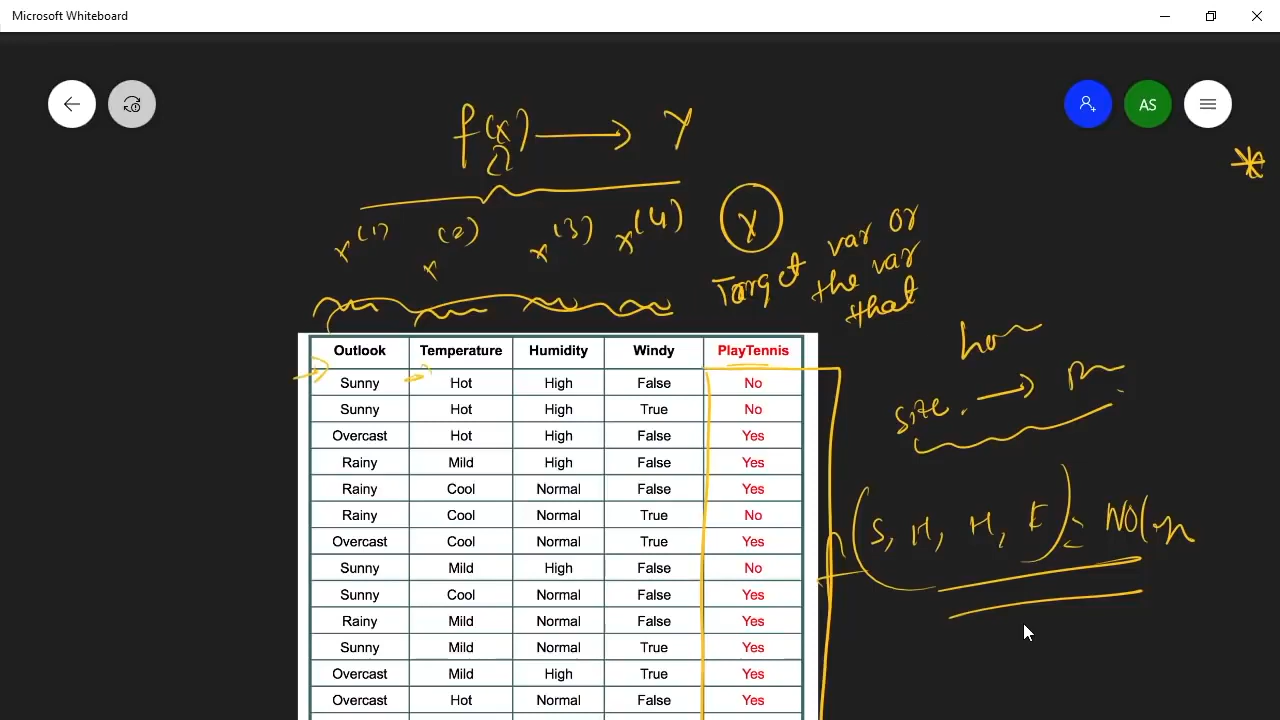 Microsoft Whiteboard
AS
f(x) → Y
x(1) x(2) x(3) x(4) Y
Target var or
the var
that
Outlook Temperature Humidity Windy PlayTennis
Sunny Hot High False No
Sunny Hot High True No
Overcast Hot High False Yes
Rainy Mild High False Yes
Rainy Cool Normal False Yes
Rainy Cool Normal True No
Overcast Cool Normal True Yes
Sunny Mild High False No
Sunny Cool Normal False Yes
Rainy Mild Normal False Yes
Sunny Mild Normal True Yes
Overcast Mild High True Yes
Overcast Hot Normal False Yes
size. →
(S, H, H, F) = NO